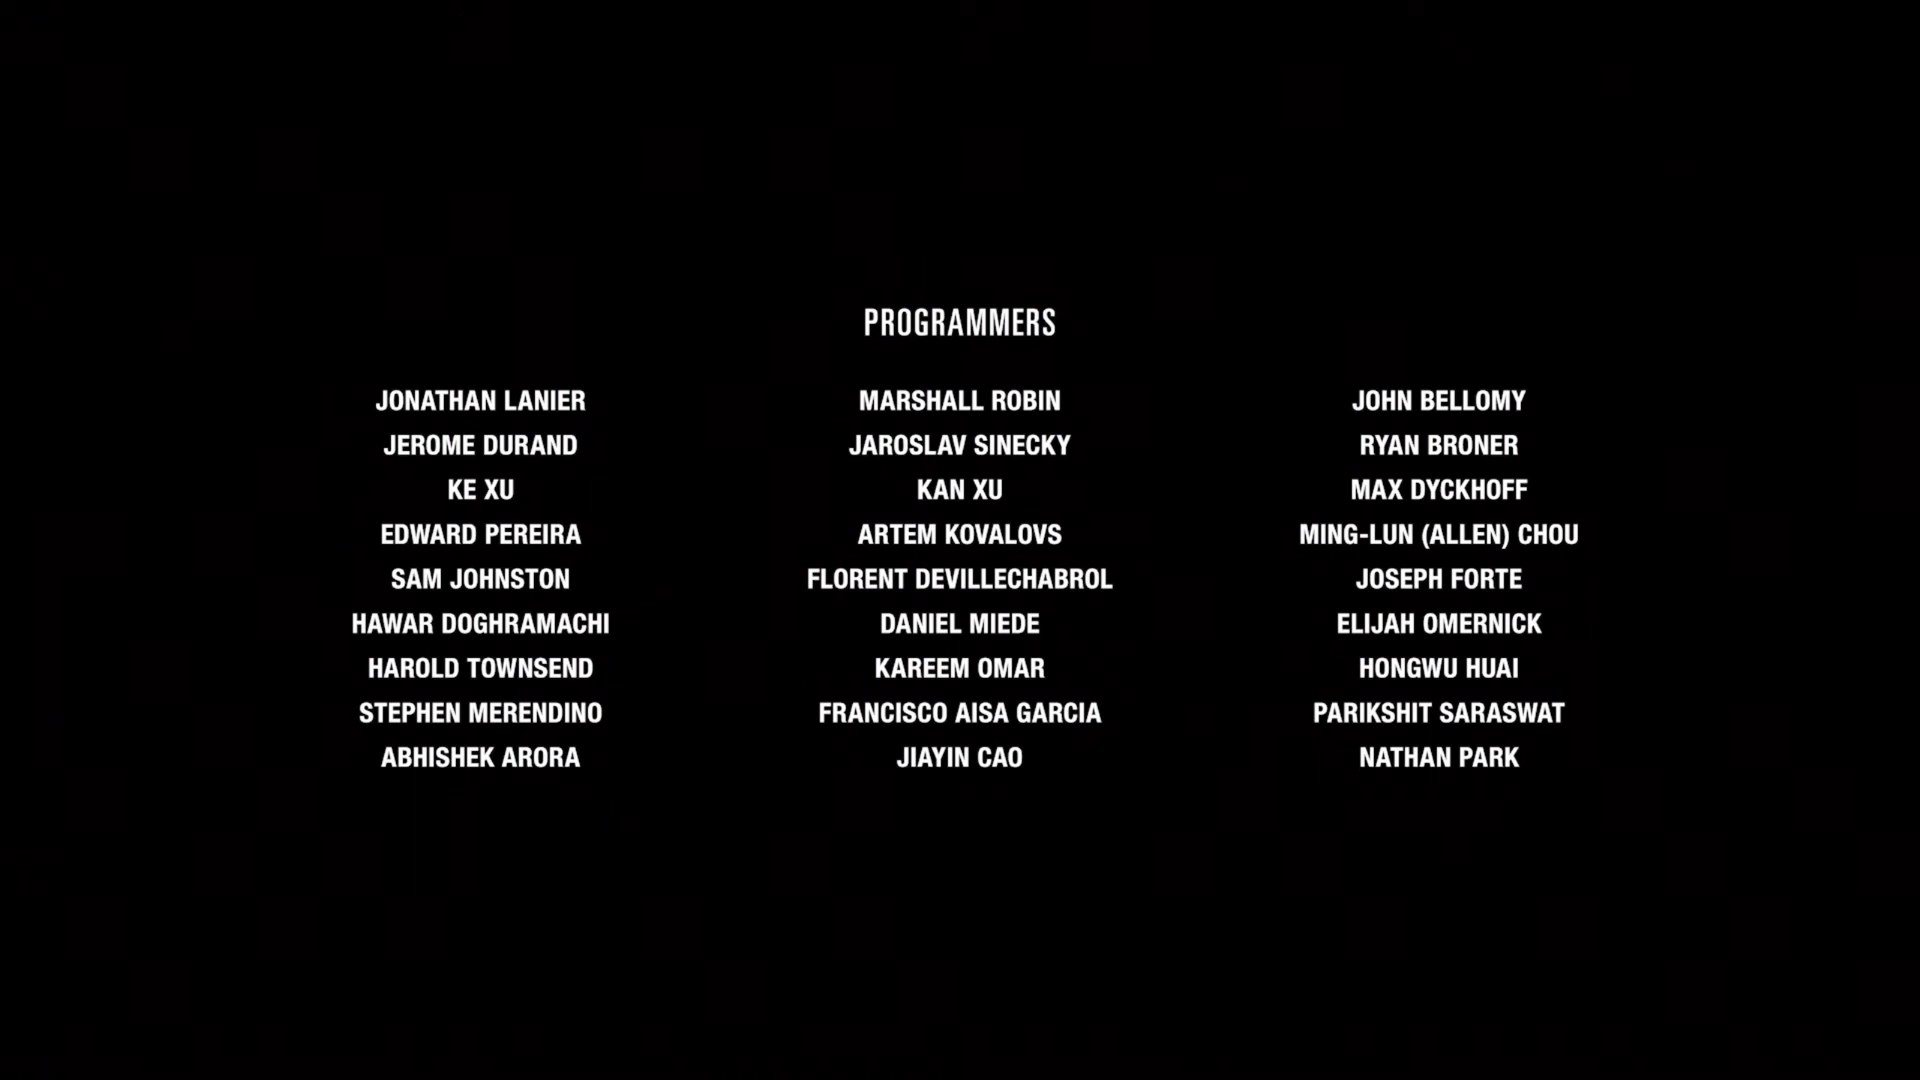 PROGRAMMERS
JONATHAN LANIER MARSHALL ROBIN JOHN BELLOMY
JEROME DURAND JAROSLAV SINECKY RYAN BRONER
KE XU KAN XU MAX DYCKHOFF
EDWARD PEREIRA ARTEM KOVALOVS MING-LUN (ALLEN) CHOU
SAM JOHNSTON FLORENT DEVILLECHABROL JOSEPH FORTE
HAWAR DOGHRAMACHI DANIEL MIEDE ELIJAH OMERNICK
HAROLD TOWNSEND KAREEM OMAR HONGWU HUAI
STEPHEN MERENDINO FRANCISCO AISA GARCIA PARIKSHIT SARASWAT
ABHISHEK ARORA JIAYIN CAO NATHAN PARK